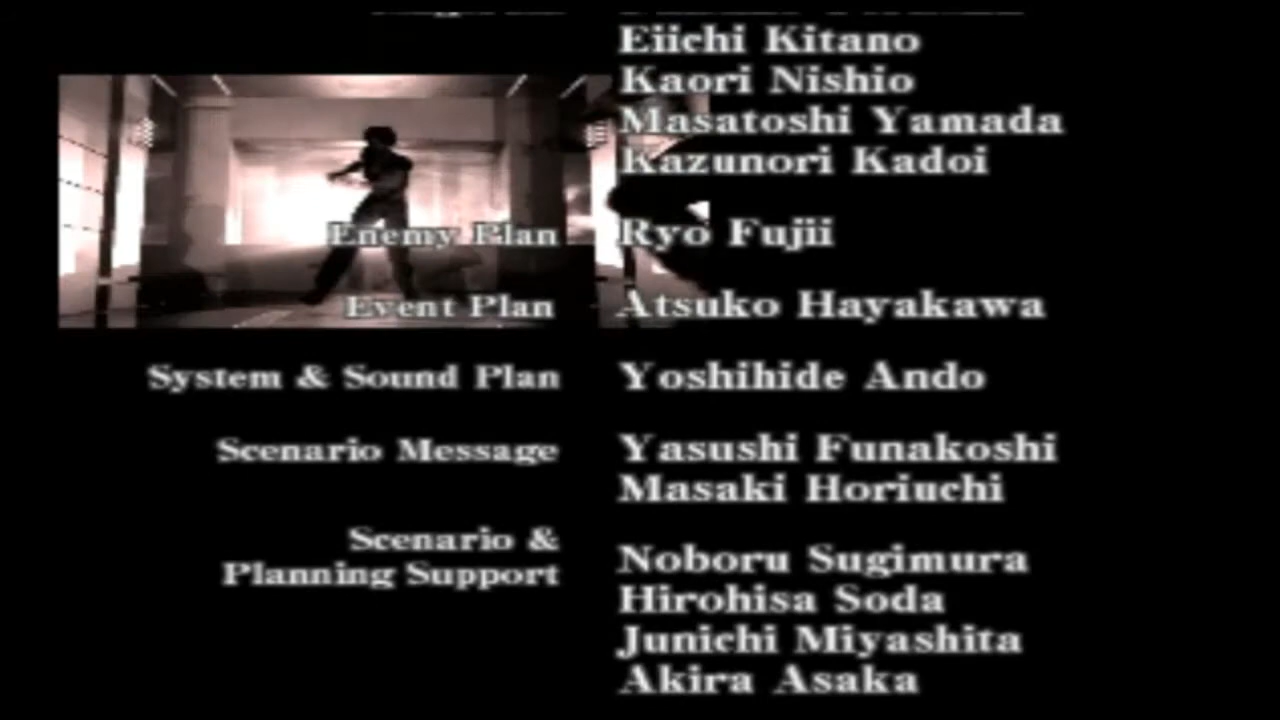 Eiichi Kitano
Kaori Nishio
Masatoshi Yamada
Kazunori Kadoi
Enemy Plan Ryo Fujii
Event Plan Atsuko Hayakawa
System & Sound Plan Yoshihide Ando
Scenario Message Yasushi Funakoshi
Masaki Horiuchi
Scenario &
Planning Support Noboru Sugimura
Hirohisa Soda
Junichi Miyashita
Akira Asaka